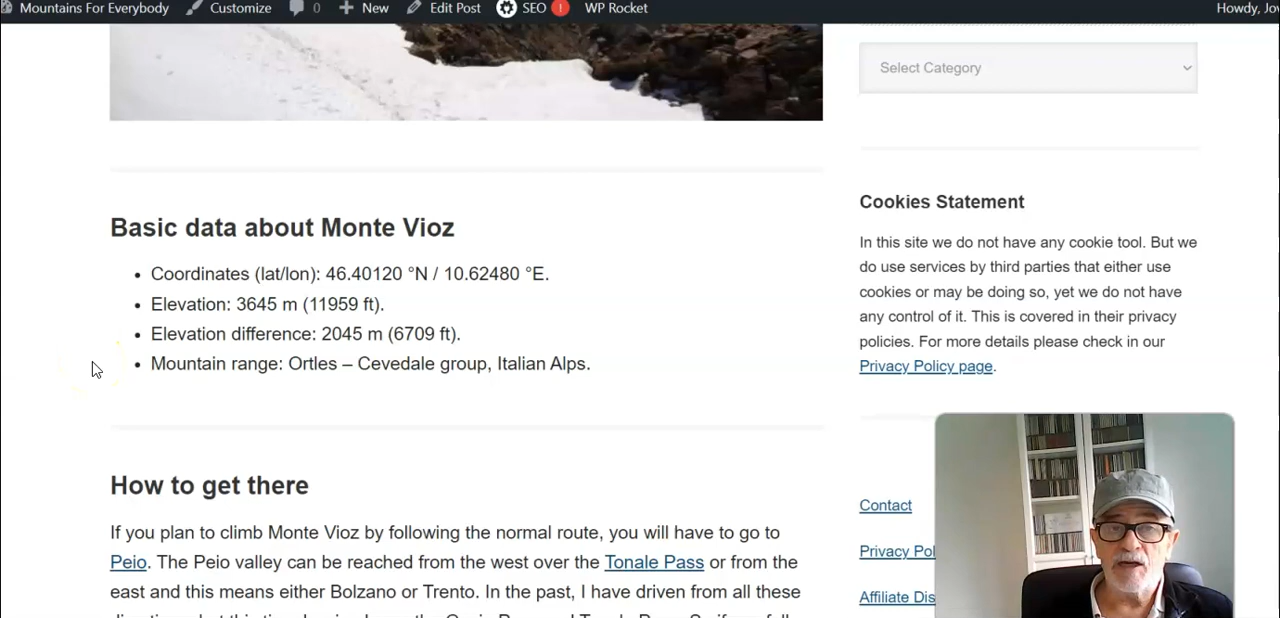 Mountains For Everybody Customize 0 New Edit Post SEO ! WP Rocket Howdy, Jov
Select Category
Basic data about Monte Vioz
• Coordinates (lat/lon): 46.40120 °N / 10.62480 °E.
• Elevation: 3645 m (11959 ft).
• Elevation difference: 2045 m (6709 ft).
• Mountain range: Ortles – Cevedale group, Italian Alps.
How to get there
If you plan to climb Monte Vioz by following the normal route, you will have to go to
Peio. The Peio valley can be reached from the west over the Tonale Pass or from the
east and this means either Bolzano or Trento. In the past, I have driven from all these
Cookies Statement
In this site we do not have any cookie tool. But we
do use services by third parties that either use
cookies or may be doing so, yet we do not have
any control of it. This is covered in their privacy
policies. For more details please check in our
Privacy Policy page.
Contact
Privacy Pol
Affiliate Dis